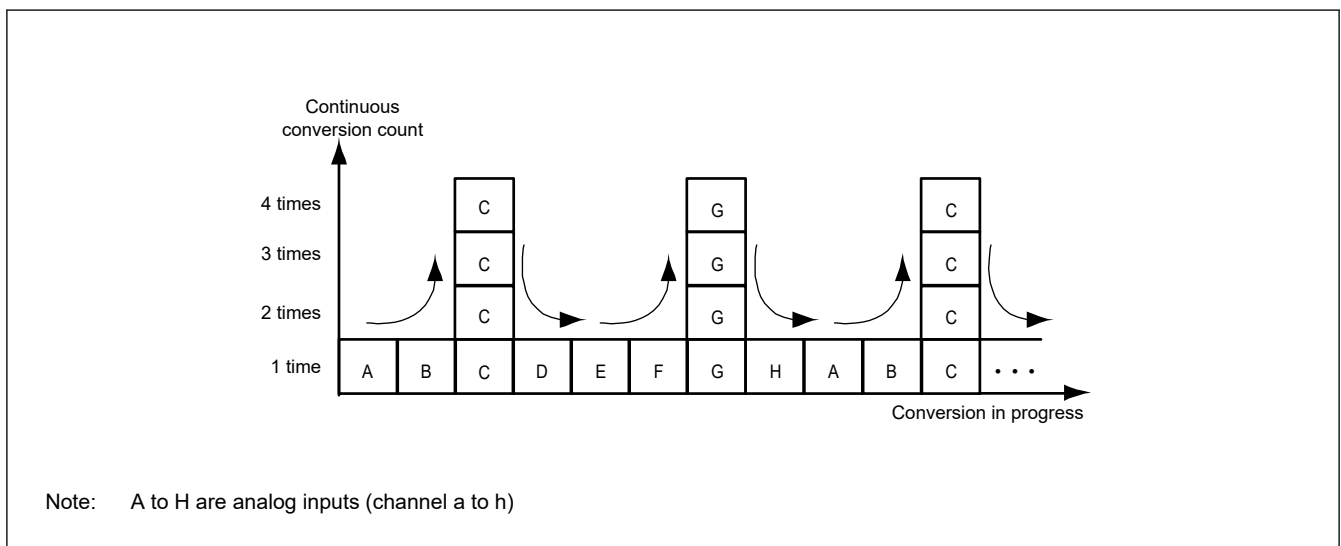 Continuous
conversion count
4 times
C
G
C
3 times
C
G
C
2 times
C
G
C
1 time
A
B
C
D
E
F
G
H
A
B
C
• • •
Conversion in progress
Note: A to H are analog inputs (channel a to h)